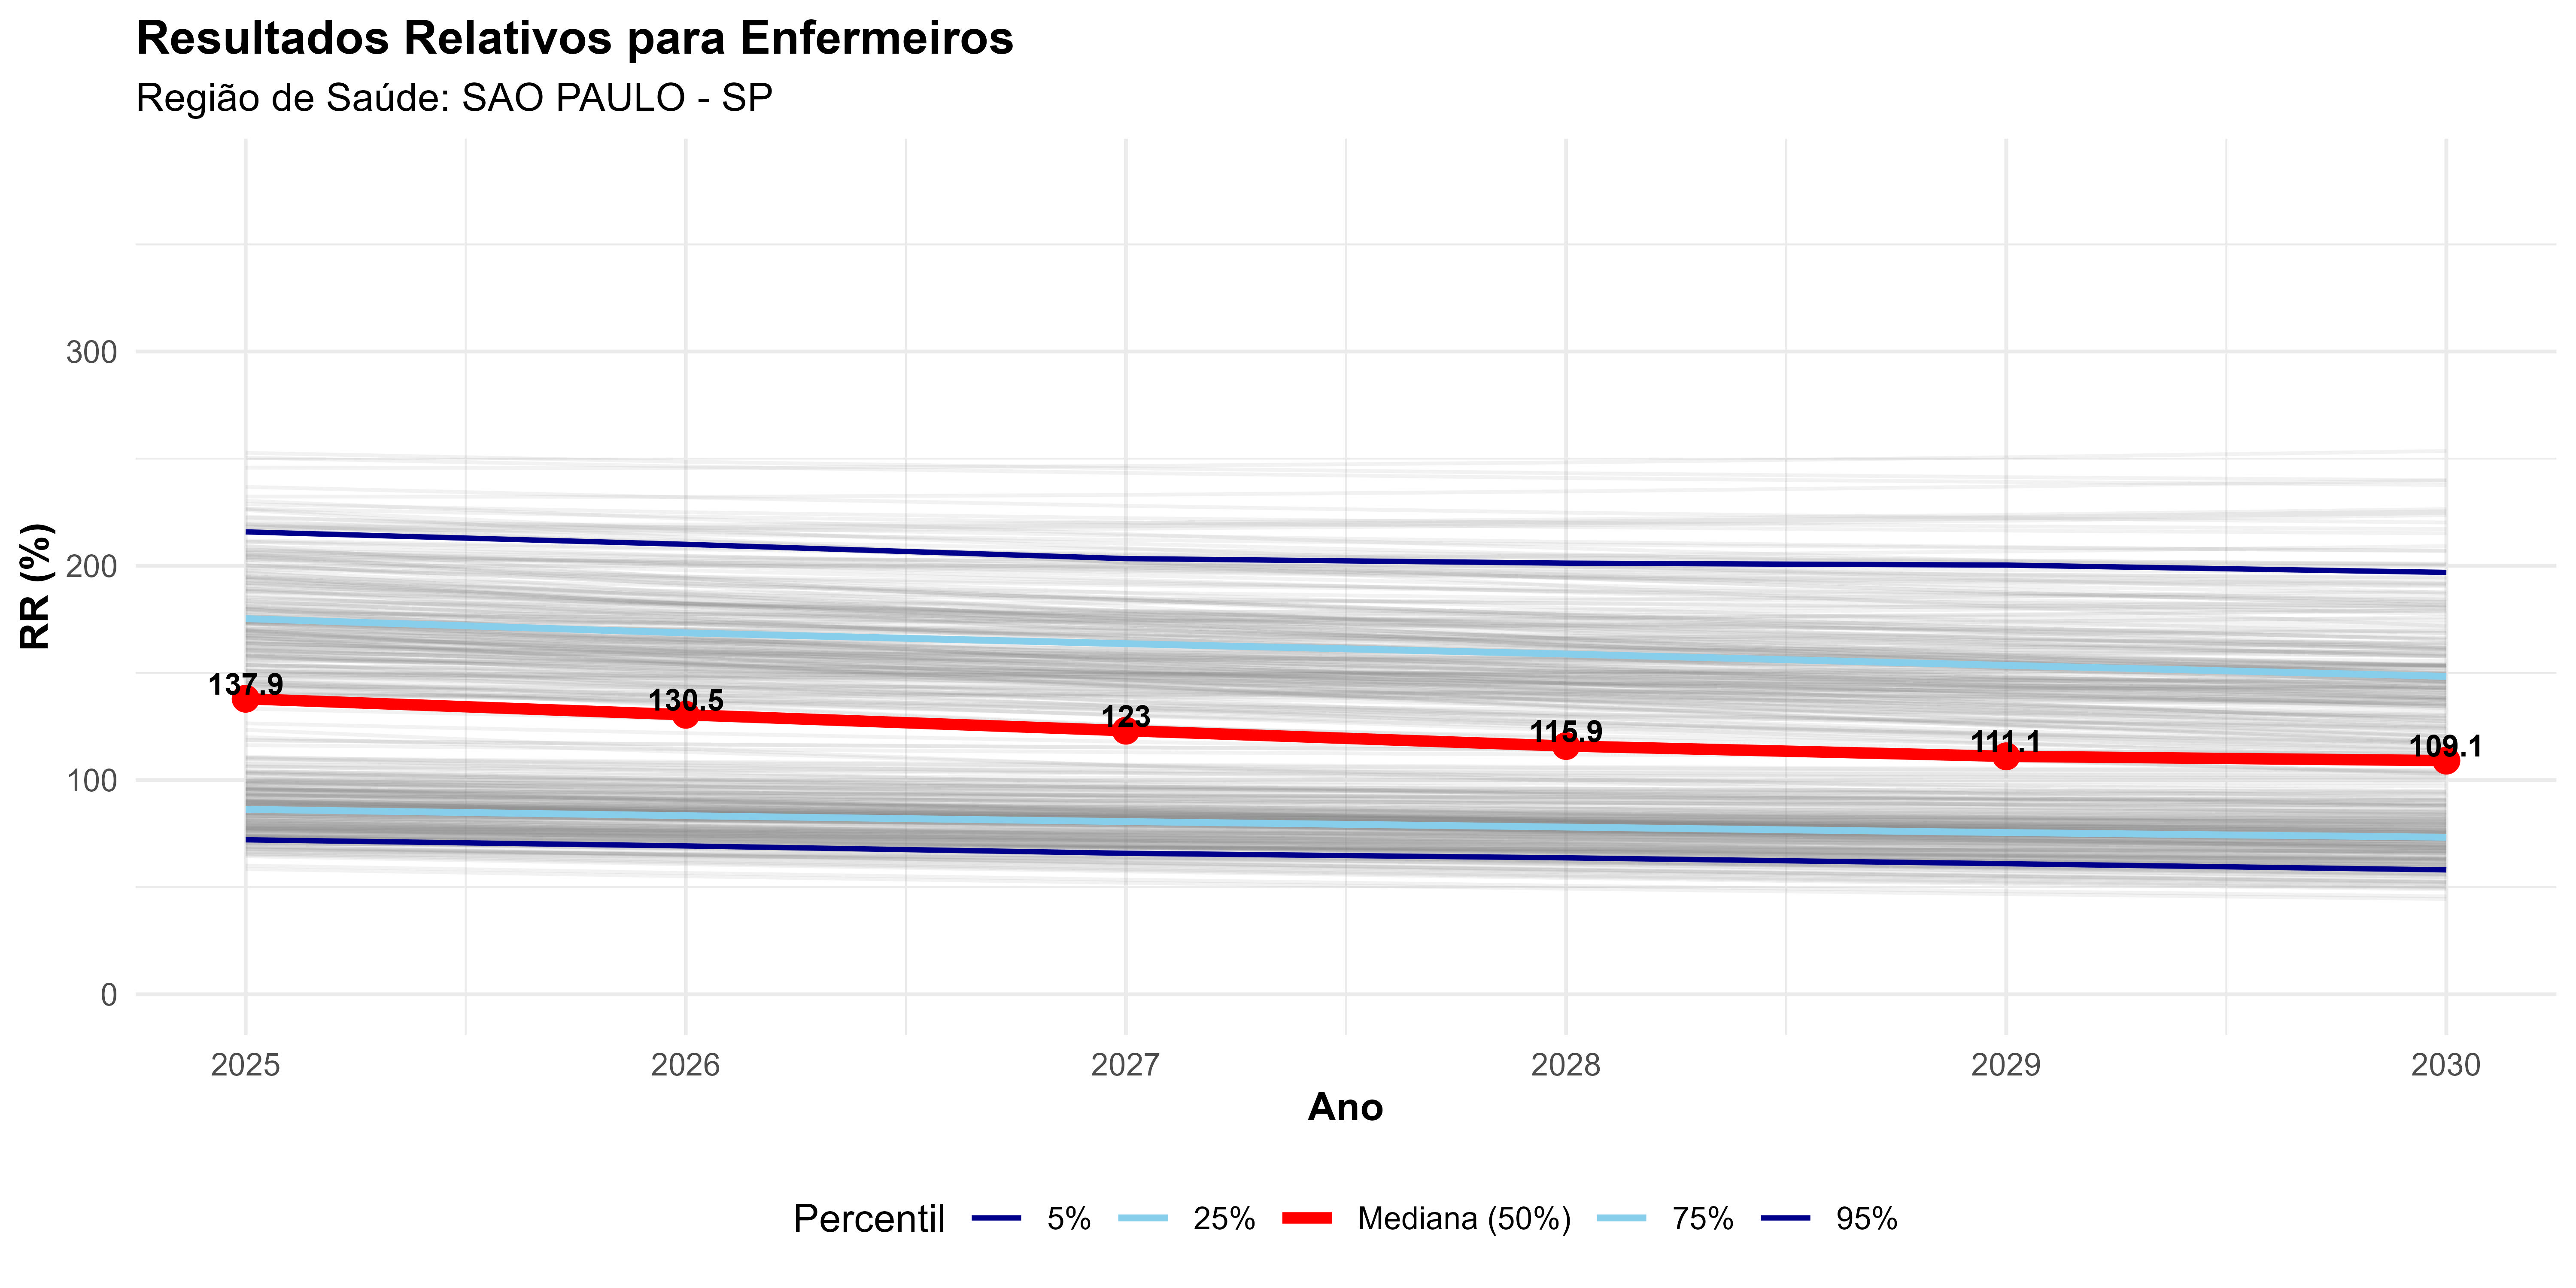 Resultados Relativos para Enfermeiros
Região de Saúde: SAO PAULO - SP
RR (%)
300
200
100
0
137.9
130.5
123
115.9
111.1
109.1
2025 2026 2027 2028 2029 2030
Ano
Percentil 5% 25% Mediana (50%) 75% 95%